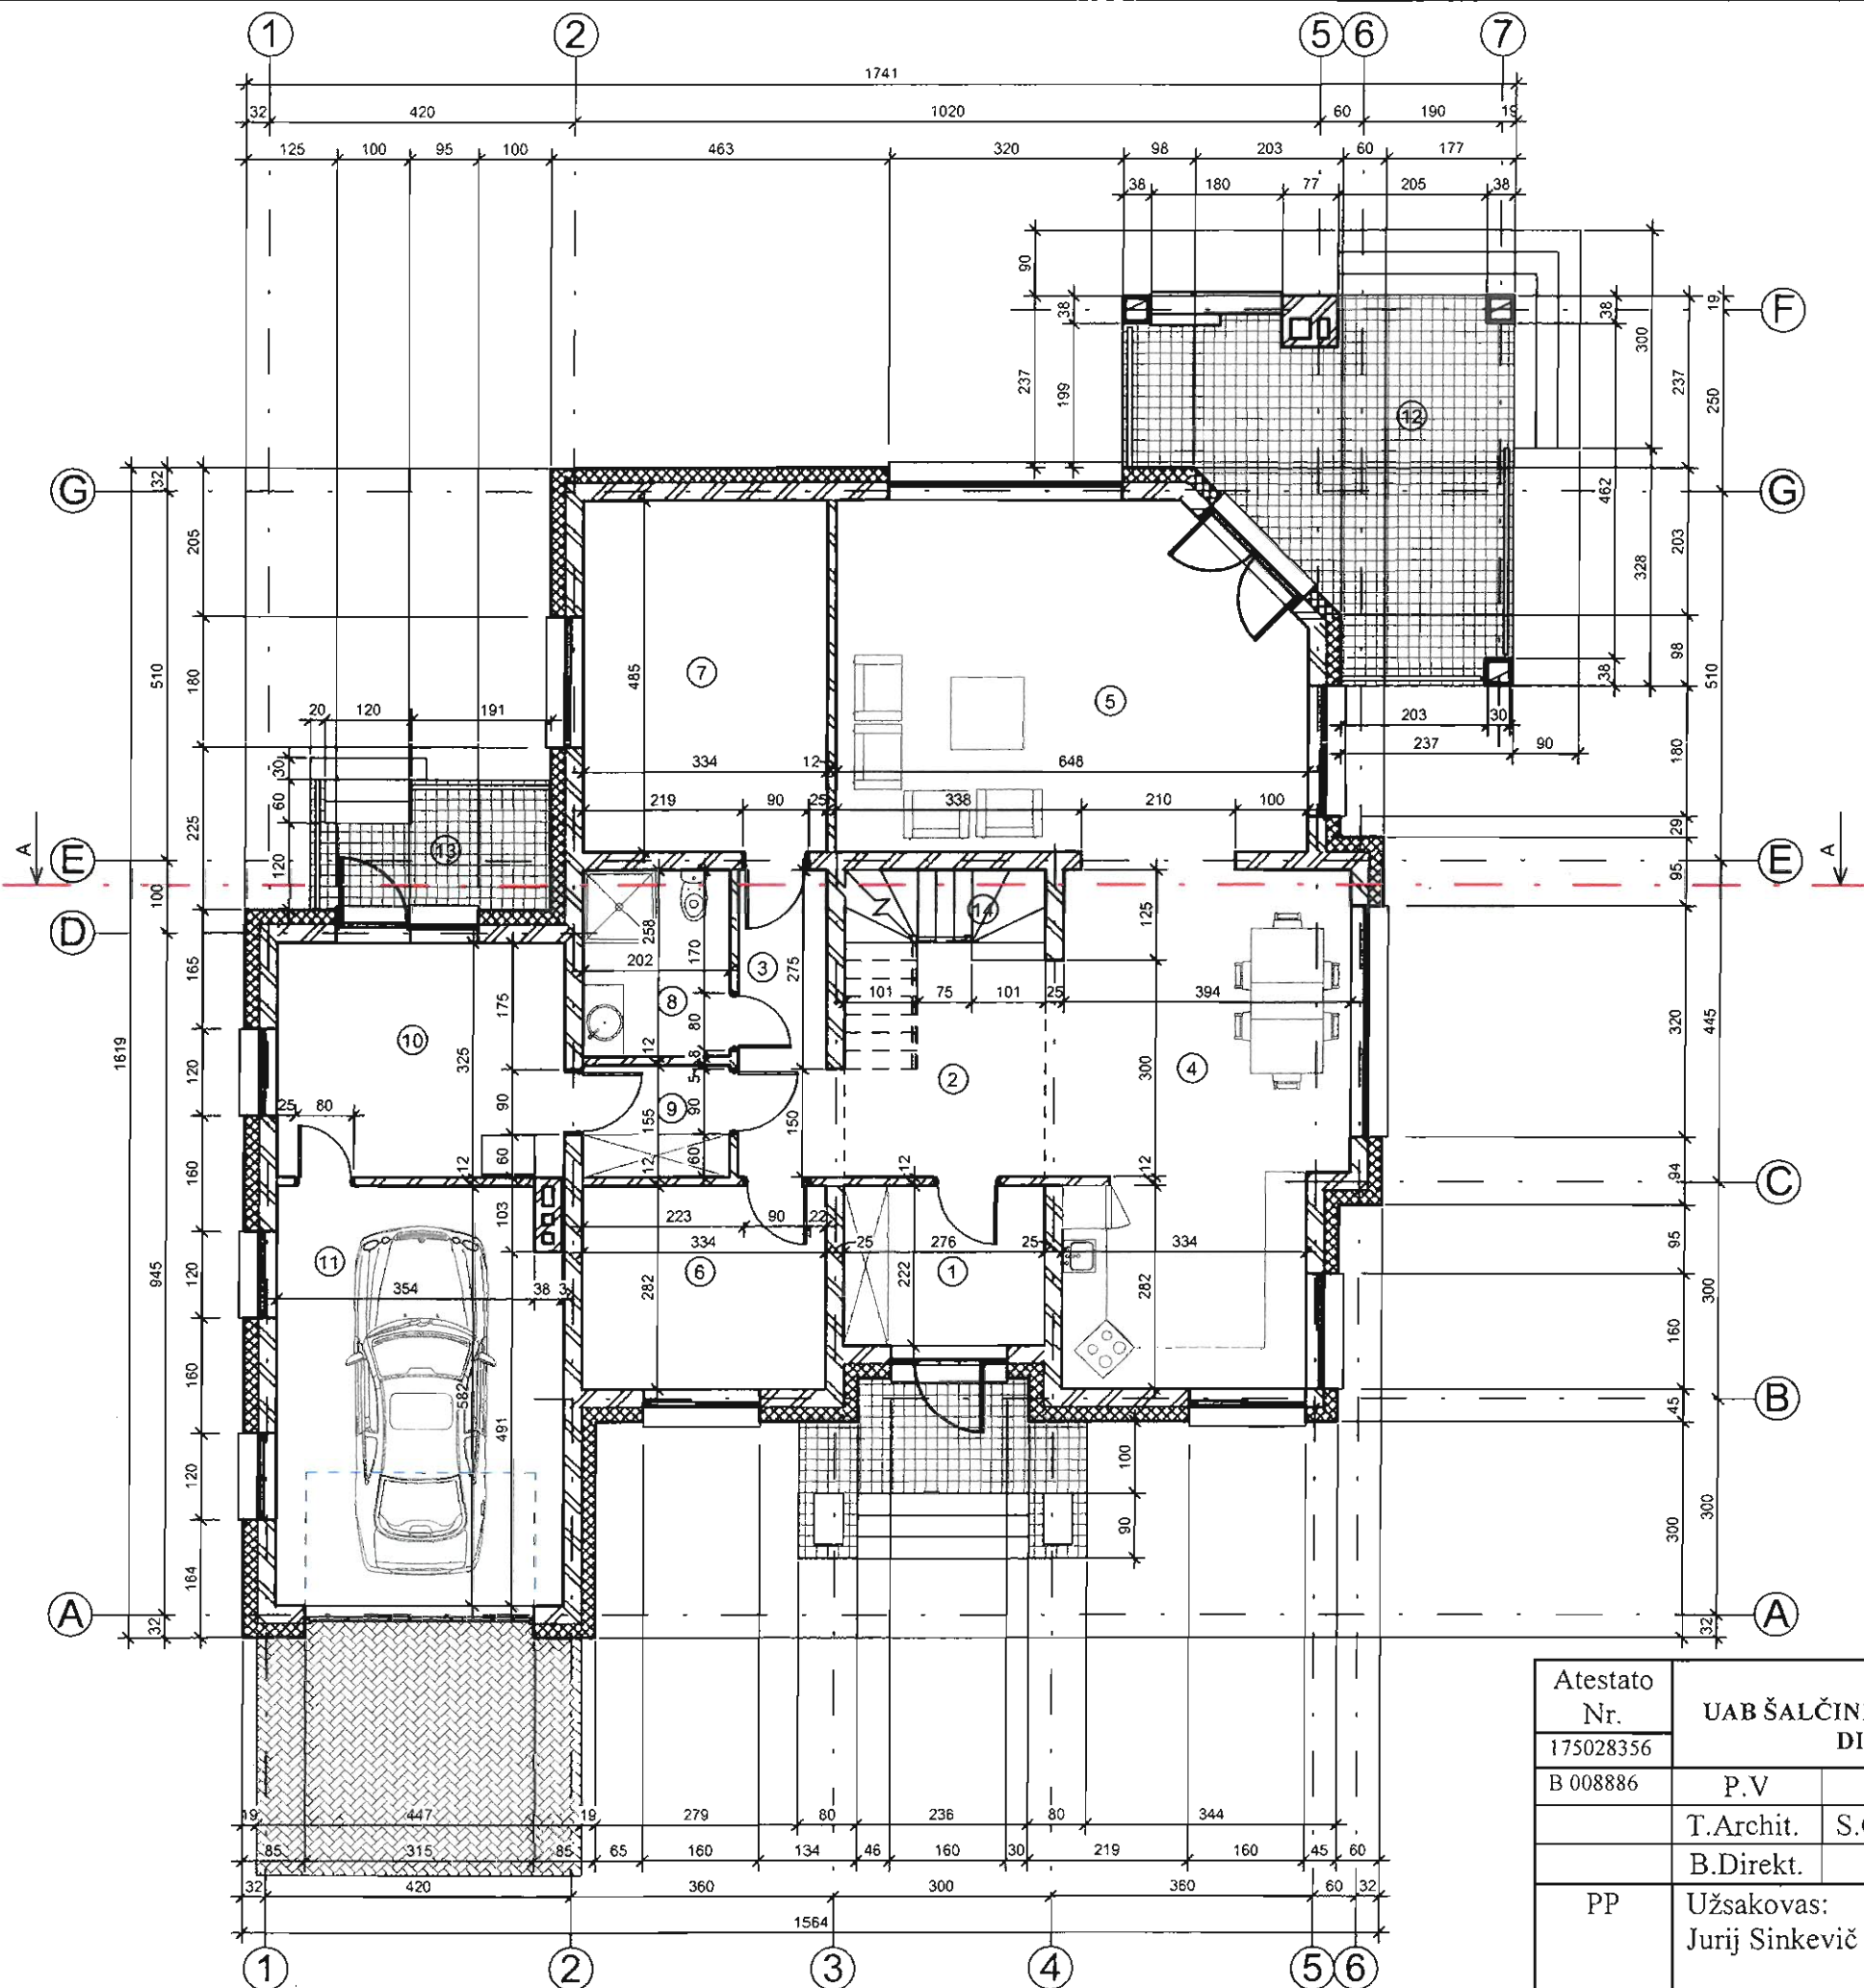 1 2 5 6 7
1741
32 420 1020 60 190 19
125 100 95 100 463 320 98 203 60 177
38 180 77 205 38
90
38 38 19
F
300
237 199 237 250
12
G 32 G
462
205 203
328
510 180 485 7 5 98 510
38
20 120 191 203 30
237 90 180
334 12 648
30
219 90 25 338 210 100
60
225 29
A E 120 13 E A
100 95
14
D 258 125
165 170
202 3 275
101 75 101 25 394
175 8
10 80 320 445
325 12
1619 120 8 2 300 4
5
25 80 90 9 90
155 150
60 12 60 12 12 94
C
160 103 223 90 22
334 25 276 25 334 95
11 6 222 1
945 120 282 282 300
354 38 3
160 160
582
B
491 45
120 100
90 300 300
164
A 32 32 A
19 447 19 279 80 236 80 344
85 315 85 65 160 134 46 160 30 219 160 45 60
32 420 360 300 360 60 32
1564
1 2 3 4 5 6
Atestato
Nr.
UAB ŠALČIN
DI
175028356
B 008886 P.V
T.Archit. S.
B.Direkt.
PP Užsakovas:
Jurij Sinkevič